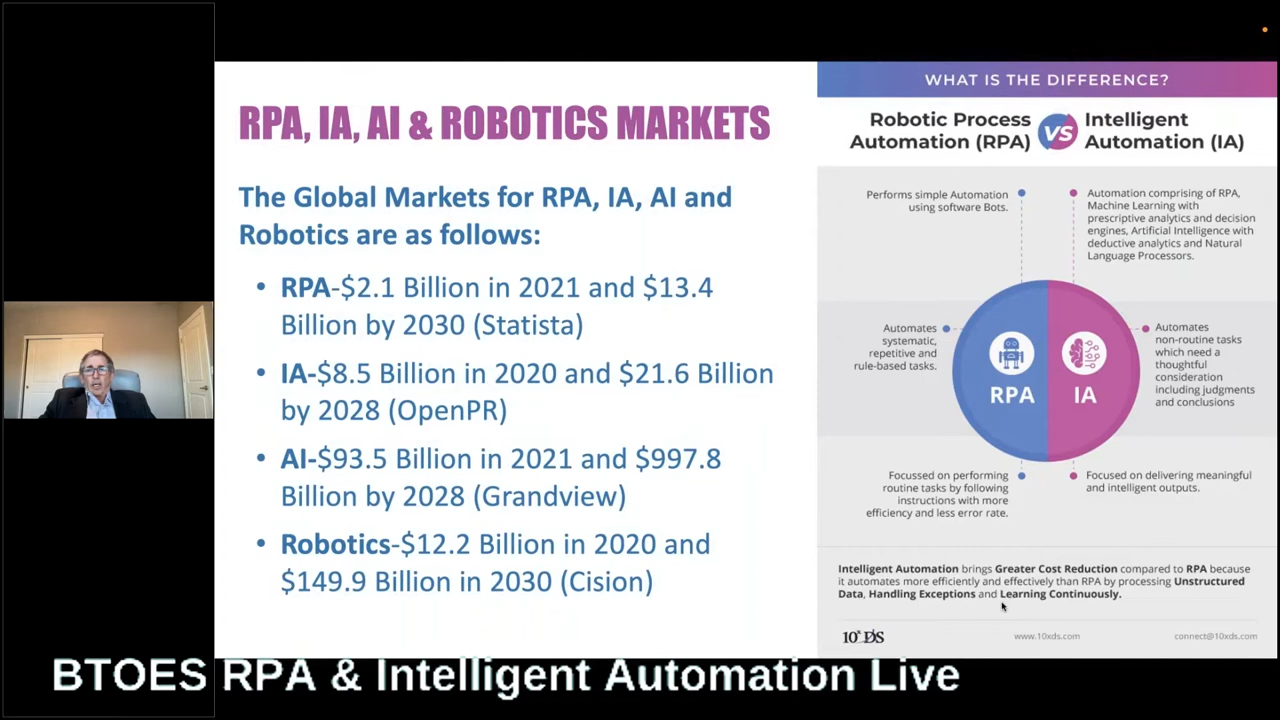 RPA, IA, AI & ROBOTICS MARKETS
The Global Markets for RPA, IA, AI and
Robotics are as follows:
• RPA-$2.1 Billion in 2021 and $13.4
Billion by 2030 (Statista)
• IA-$8.5 Billion in 2020 and $21.6 Billion
by 2028 (OpenPR)
• AI-$93.5 Billion in 2021 and $997.8
Billion by 2028 (Grandview)
• Robotics-$12.2 Billion in 2020 and
$149.9 Billion in 2030 (Cision)
WHAT IS THE DIFFERENCE?
Robotic Process
Automation (RPA)
VS
Intelligent
Automation (IA)
Performs simple Automation
using software Bots.
Automation comprising of RPA,
Machine Learning with
prescriptive analytics and decision
engines, Artificial Intelligence with
deductive analytics and Natural
Language Processors.
Automates
systematic,
repetitive and
rule-based tasks.
RPA
IA
Automates
non-routine tasks
which need a
thoughtful
consideration
including judgments
and conclusions
Focussed on performing
routine tasks by following
instructions with more
efficiency and less error rate.
Focused on delivering meaningful
and intelligent outputs.
Intelligent Automation brings Greater Cost Reduction compared to RPA because
it automates more efficiently and effectively than RPA by processing Unstructured
Data, Handling Exceptions and Learning Continuously.
10xDS
www.10xds.com
connect@10xds.com
BTOES RPA & Intelligent Automation Live